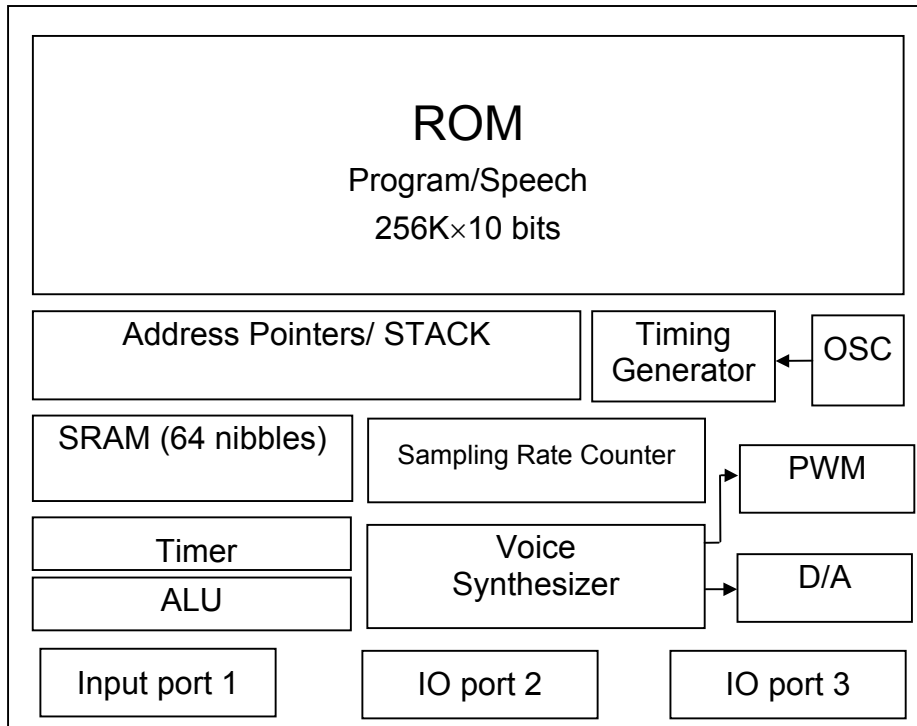 ROM
Program/Speech
256K×10 bits
Address Pointers/ STACK
Timing
Generator
OSC
SRAM (64 nibbles)
Sampling Rate Counter
PWM
Timer
Voice
Synthesizer
D/A
ALU
Input port 1
IO port 2
IO port 3